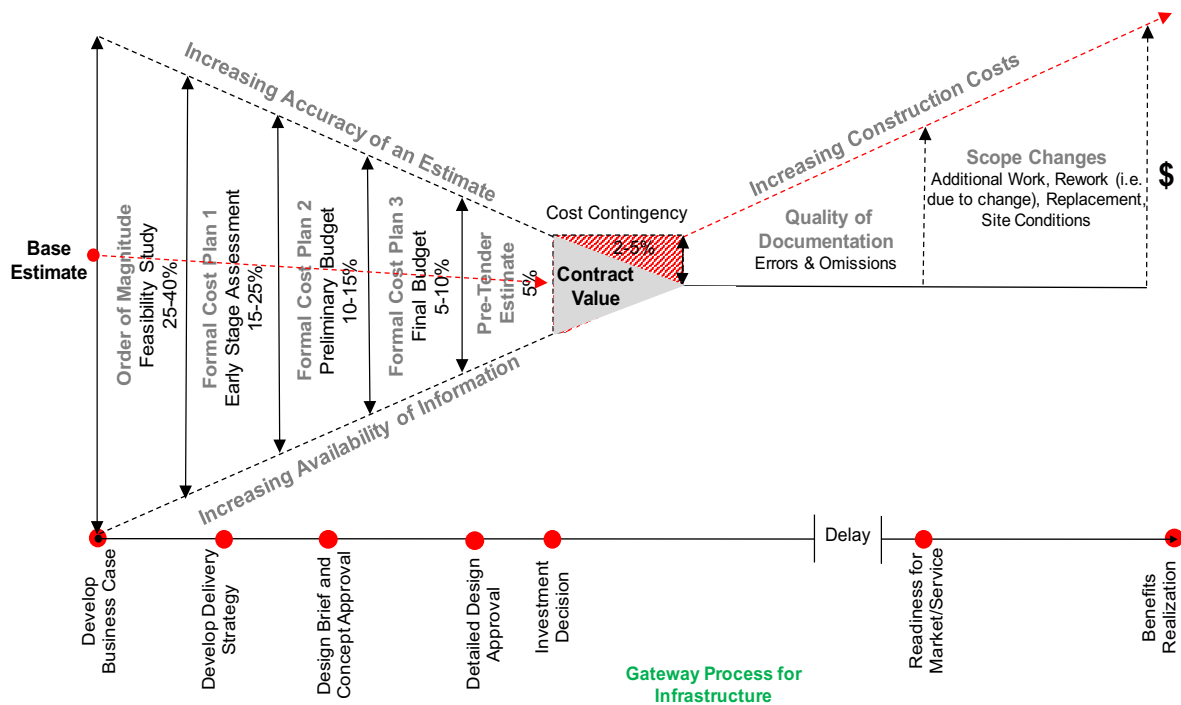 Increasing Accuracy of an Estimate
Increasing Construction Costs
Base
Estimate
Order of Magnitude
Feasibility Study
25-40%
Formal Cost Plan 1
Early Stage Assessment
15-25%
Formal Cost Plan 2
Preliminary Budget
10-15%
Formal Cost Plan 3
Final Budget
5-10%
Pre-Tender
Estimate
5%
Cost Contingency
2-5%
Contract
Value
Quality of
Documentation
Errors & Omissions
Scope Changes
Additional Work, Rework (i.e.
due to change), Replacement,
Site Conditions
$
Increasing Availability of Information
Delay
Develop
Business Case
Develop Delivery
Strategy
Design Brief and
Concept Approval
Detailed Design
Approval
Investment
Decision
Readiness for
Market/Service
Benefits
Realization
Gateway Process for
Infrastructure